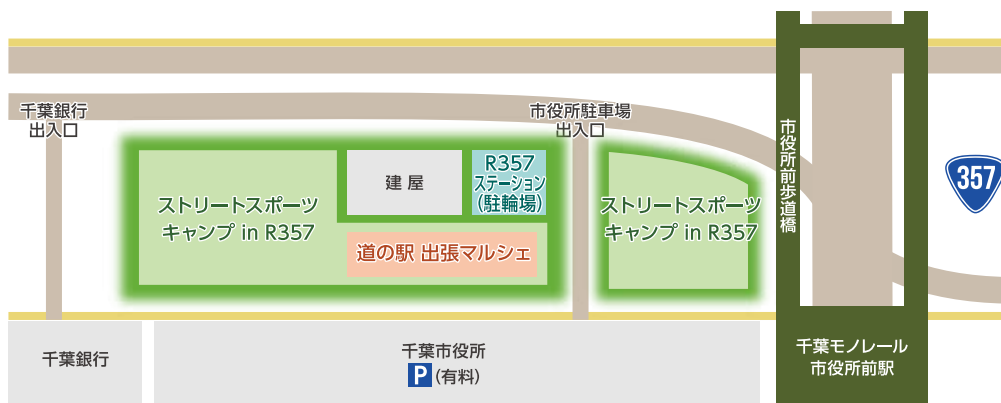 千葉銀行
出入口
市役所駐車場
出入口
市役所前歩道橋
357
建屋
R357
ステーション
(駐輪場)
ストリートスポーツ
キャンプ in R357
ストリートスポーツ
キャンプ in R357
道の駅 出張マルシェ
千葉銀行
千葉市役所
P (有料)
千葉モノレール
市役所前駅